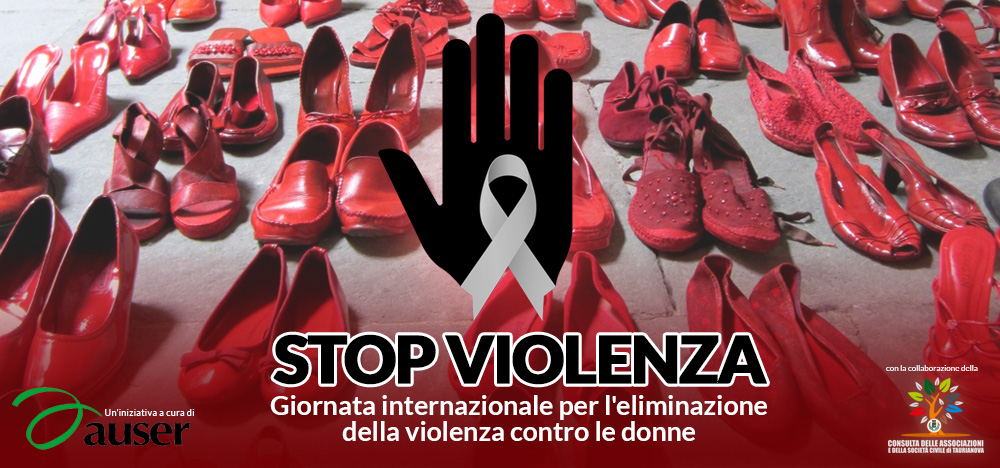 STOP VIOLENZA
Giornata internazionale per l'eliminazione
della violenza contro le donne
Un'iniziativa a cura di
auser
con la collaborazione della
CONSULTA DELLE ASSOCIAZIONI
E DELLA SOCIETÀ CIVILE di TAURIANOVA